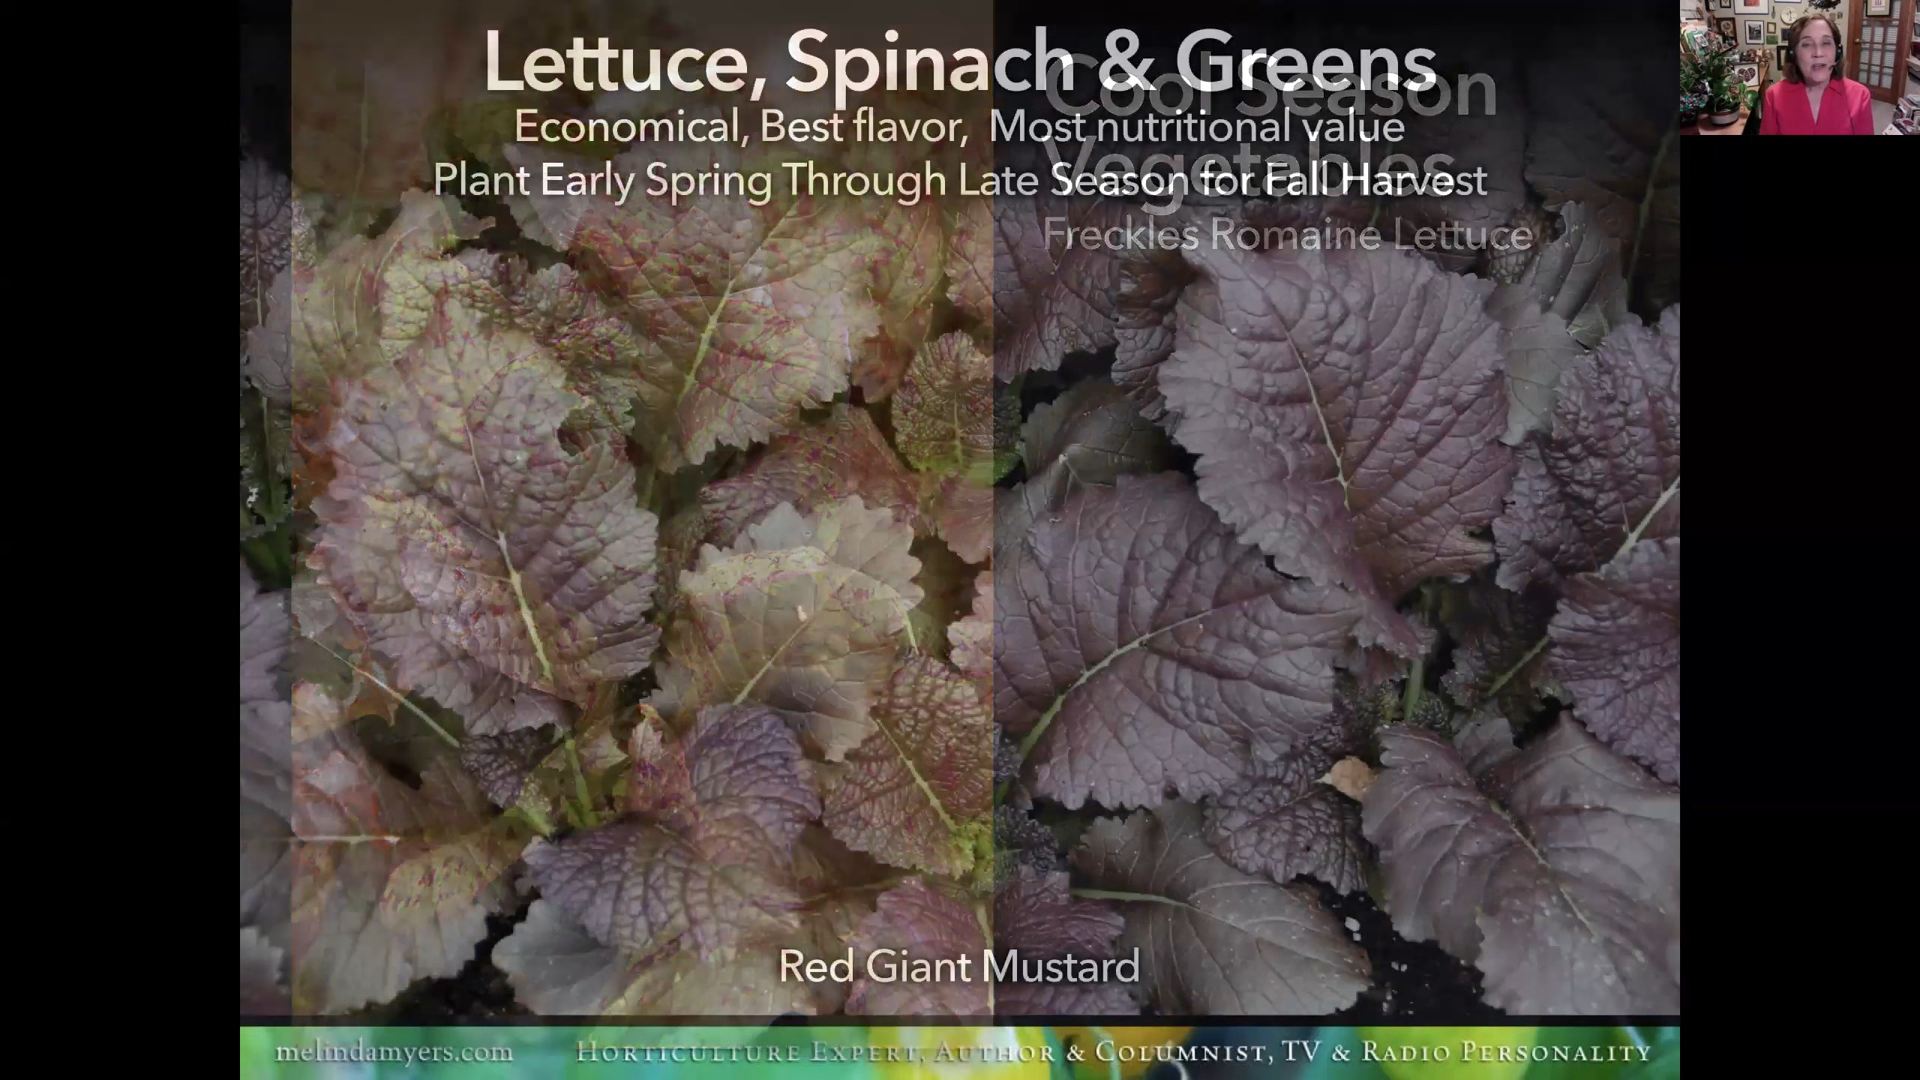 Lettuce, Spinach & Greens
Economical, Best flavor, Most nutritional value
Plant Early Spring Through Late Season for Fall Harvest
Cool Season
Vegetables
Freckles Romaine Lettuce
Red Giant Mustard
melindamyers.com Horticulture Expert, Author & Columnist, TV & Radio Personality